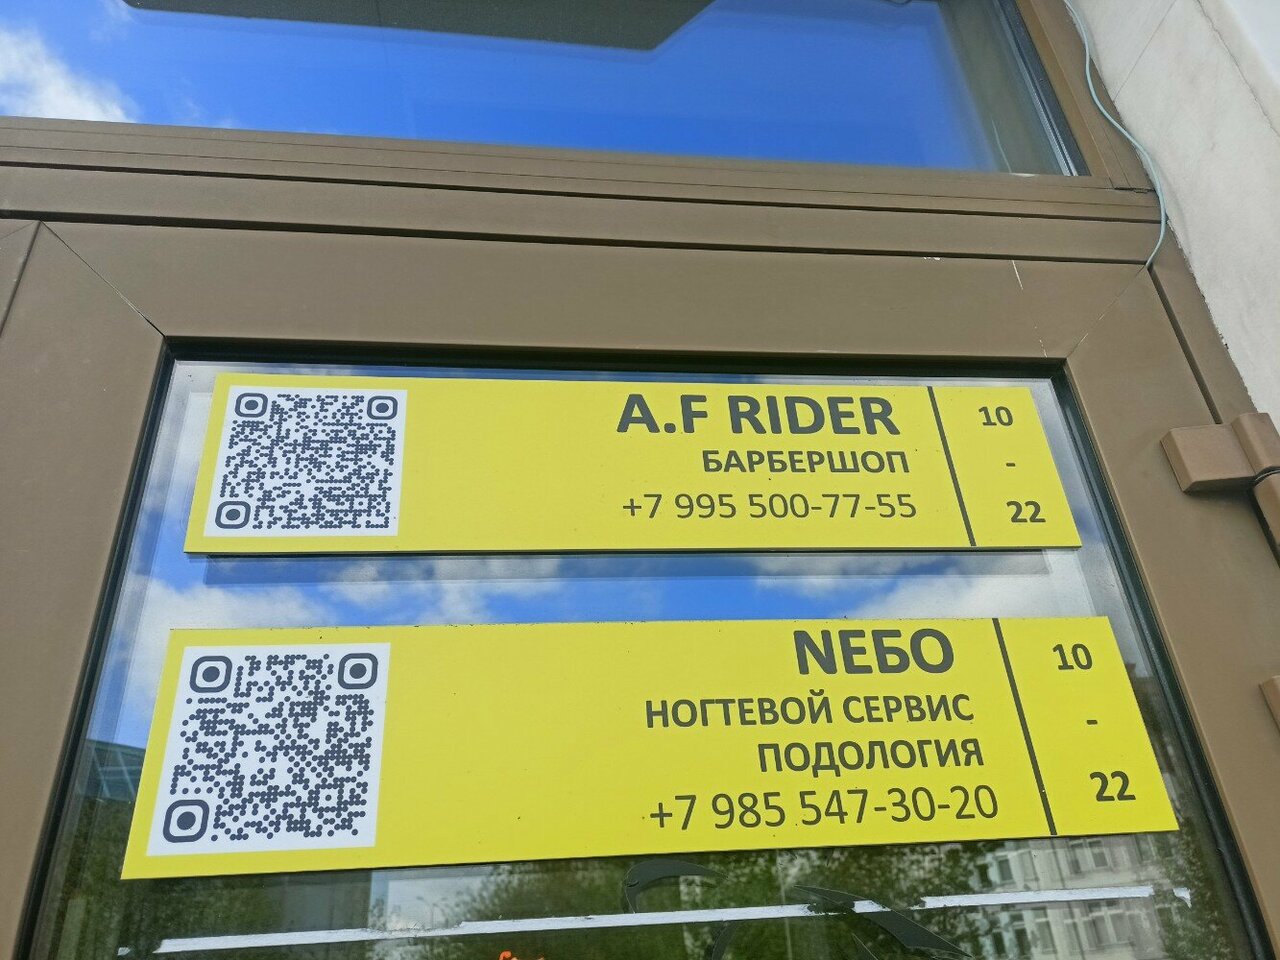 A.F RIDER
БАРБЕРШОП
+7 995 500-77-55
10
-
22
NЕБО
НОГТЕВОЙ СЕРВИС
ПОДОЛОГИЯ
+7 985 547-30-20
10
-
22